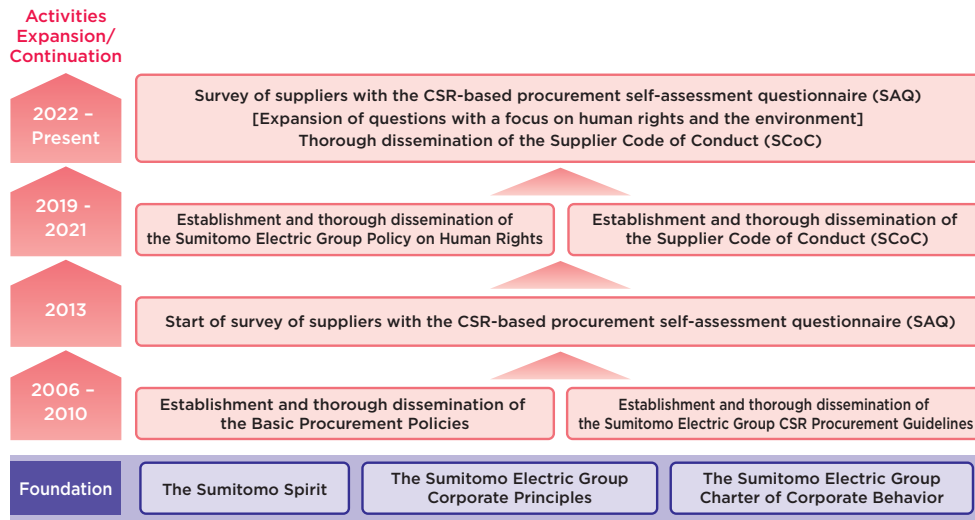 Activities
Expansion/
Continuation
2022 –
Present
Survey of suppliers with the CSR-based procurement self-assessment questionnaire (SAQ)
[Expansion of questions with a focus on human rights and the environment]
Thorough dissemination of the Supplier Code of Conduct (SCoC)
2019 -
2021
Establishment and thorough dissemination of
the Sumitomo Electric Group Policy on Human Rights
Establishment and thorough dissemination of
the Supplier Code of Conduct (SCoC)
2013
Start of survey of suppliers with the CSR-based procurement self-assessment questionnaire (SAQ)
2006 –
2010
Establishment and thorough dissemination of
the Basic Procurement Policies
Establishment and thorough dissemination of
the Sumitomo Electric Group CSR Procurement Guidelines
Foundation
The Sumitomo Spirit
The Sumitomo Electric Group
Corporate Principles
The Sumitomo Electric Group
Charter of Corporate Behavior